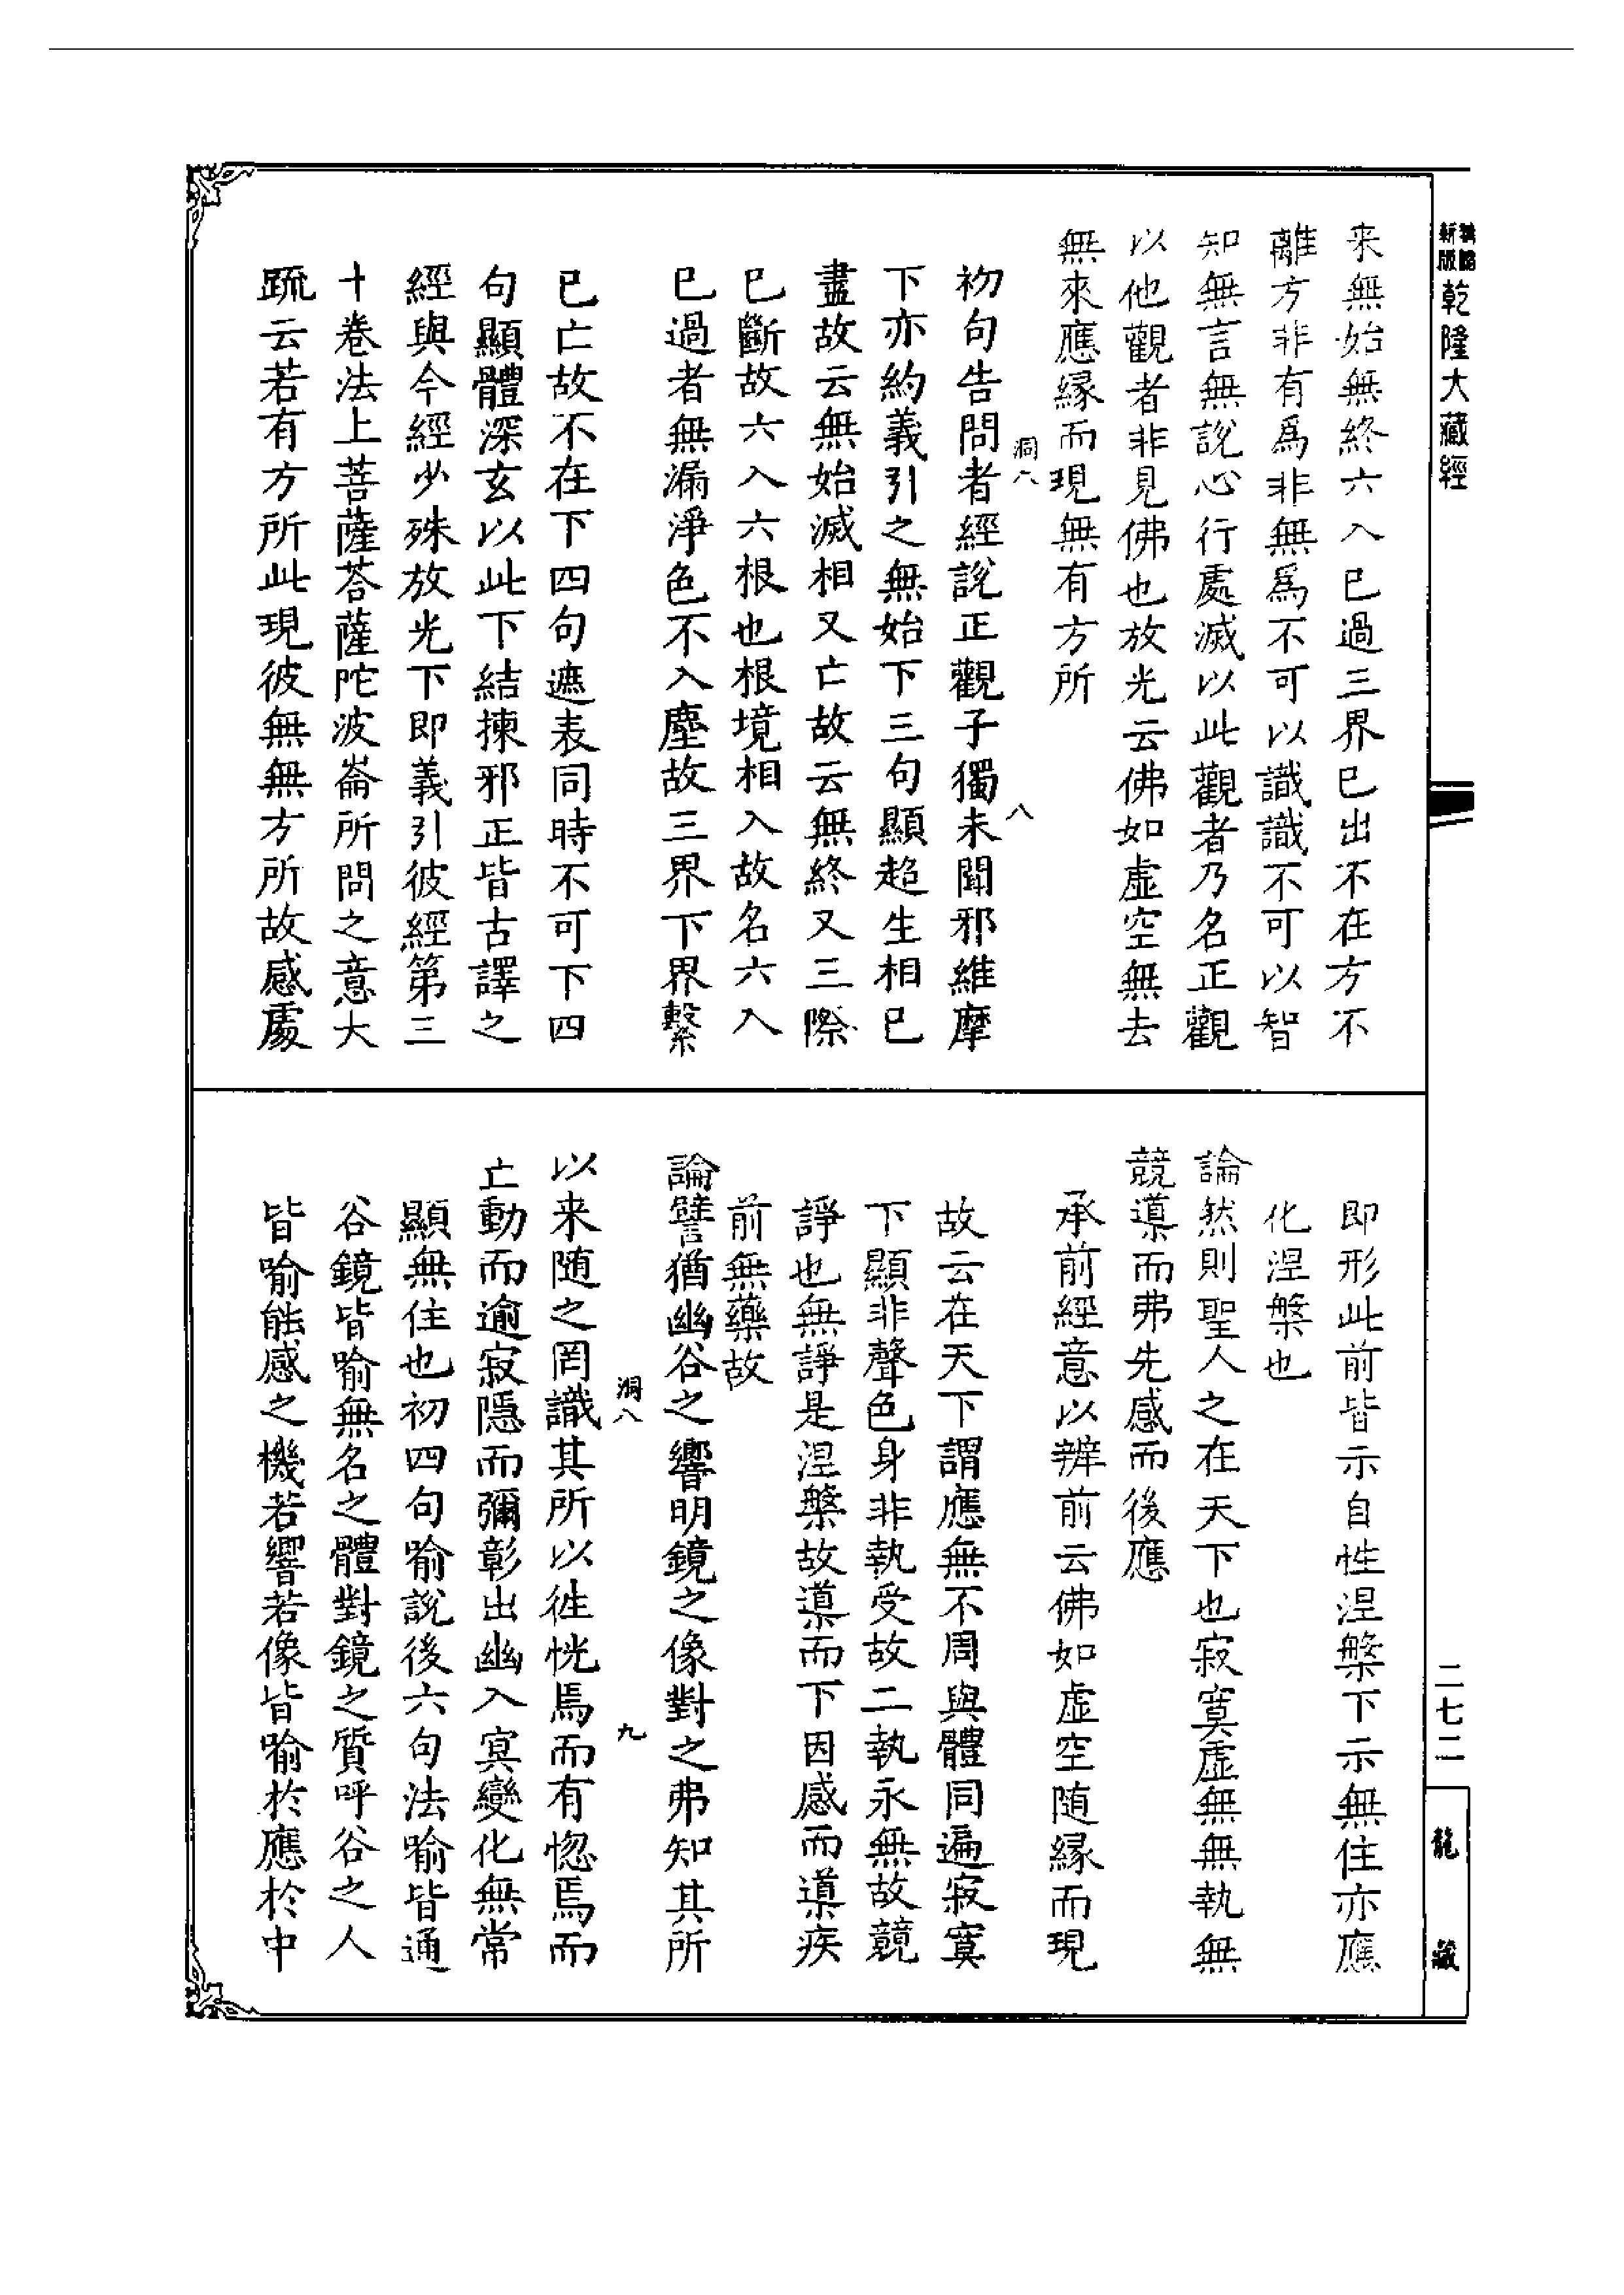 新版
乾隆大藏經
来無始無終六入已過三界已出不在方不
離方非有爲非無爲不可以識識不可以智
知無言無說心行處滅以此觀者乃名正觀
以他觀者非見佛也放光云佛如虛空無去
無來應緣而現無有方所
初句告問者經說正觀子獨未聞邪維摩
下亦約義引之無始下三句顯超生相已
盡故云無始滅相又亡故云無終又三際
已斷故六入六根也根境相入故名六入
已過者無漏淨色不入塵故三界下界繫
洞六
八
已亡故不在下四句遮表同時不可下四
句顯體深玄以此下結揀邪正皆古譯之
經與今經少殊放光下即義引彼經第三
十卷法上菩薩荅薩陀波崙所問之意大
䟽云若有方所此現彼無無方所故感處
即形此前皆示自性涅槃下示無住亦應
化涅槃也
論然則聖人之在天下也寂寞虛無無執無
競導而弗先感而後應
承前經意以辨前云佛如虛空随緣而現
故云在天下謂應無不周與體同遍寂寞
下顯非聲色身非執受故二執永無故競
諍也無諍是涅槃故導而下因感而導疾
前無藥故
論譬猶幽谷之響明鏡之像對之弗知其所
洞八
九
以来随之罔識其所以徃恍焉而有惚焉而
亡動而逾寂隱而彌彰出幽入冥變化無常
顯無住也初四句喻說後六句法喻皆通
谷鏡皆喻無名之體對鏡之質呼谷之人
皆喻能感之機若響若像皆喻於應於中
二七二
龍藏